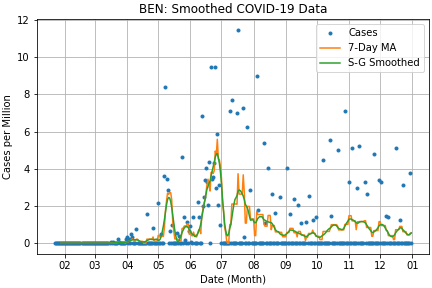 BEN: Smoothed COVID-19 Data
Cases
7-Day MA
S-G Smoothed
Cases per Million
12
10
8
6
4
2
0
02 03 04 05 06 07 08 09 10 11 12 01
Date (Month)